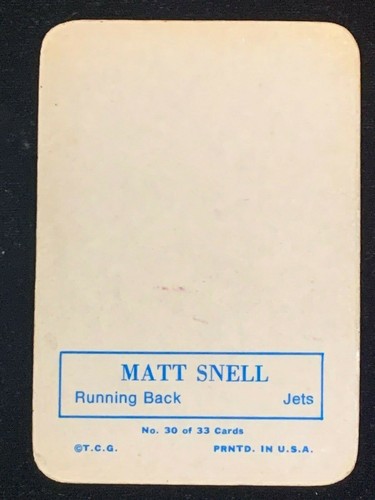 MATT SNELL
Running Back Jets
No. 30 of 33 Cards
©T.C.G. PRNTD. IN U.S.A.